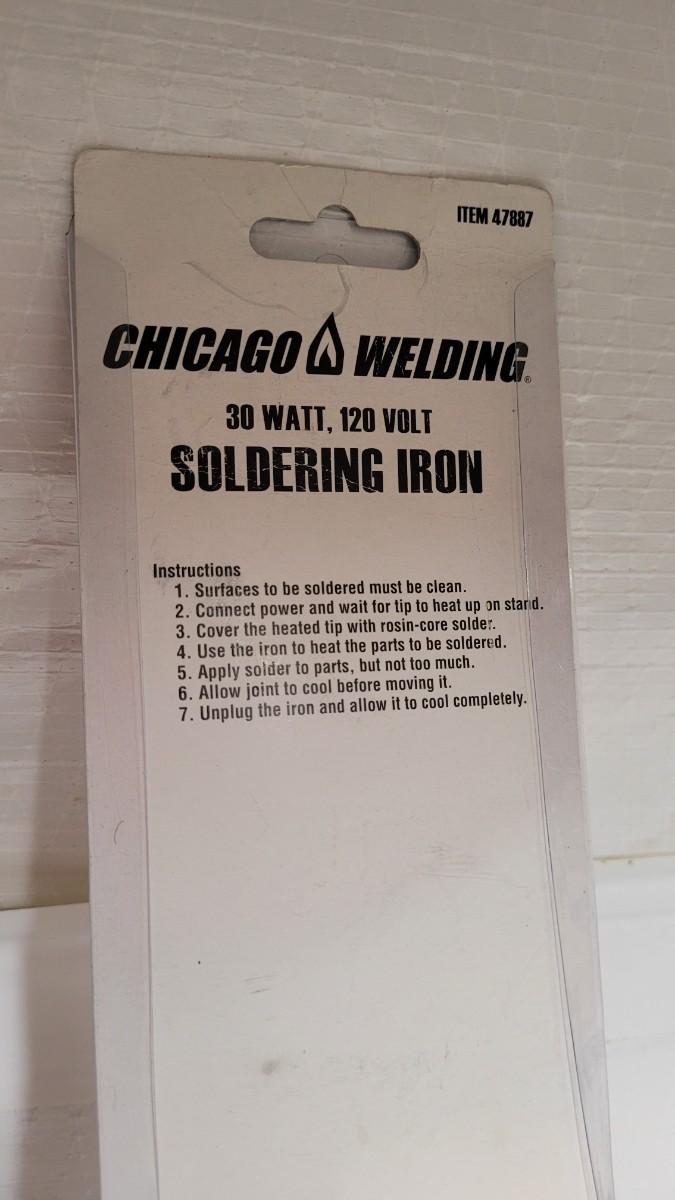 ITEM 47887
CHICAGO WELDING®
30 WATT, 120 VOLT
SOLDERING IRON
Instructions
1. Surfaces to be soldered must be clean.
2. Connect power and wait for tip to heat up on stand.
3. Cover the heated tip with rosin-core solder.
4. Use the iron to heat the parts to be soldered.
5. Apply solder to parts, but not too much.
6. Allow joint to cool before moving it.
7. Unplug the iron and allow it to cool completely.